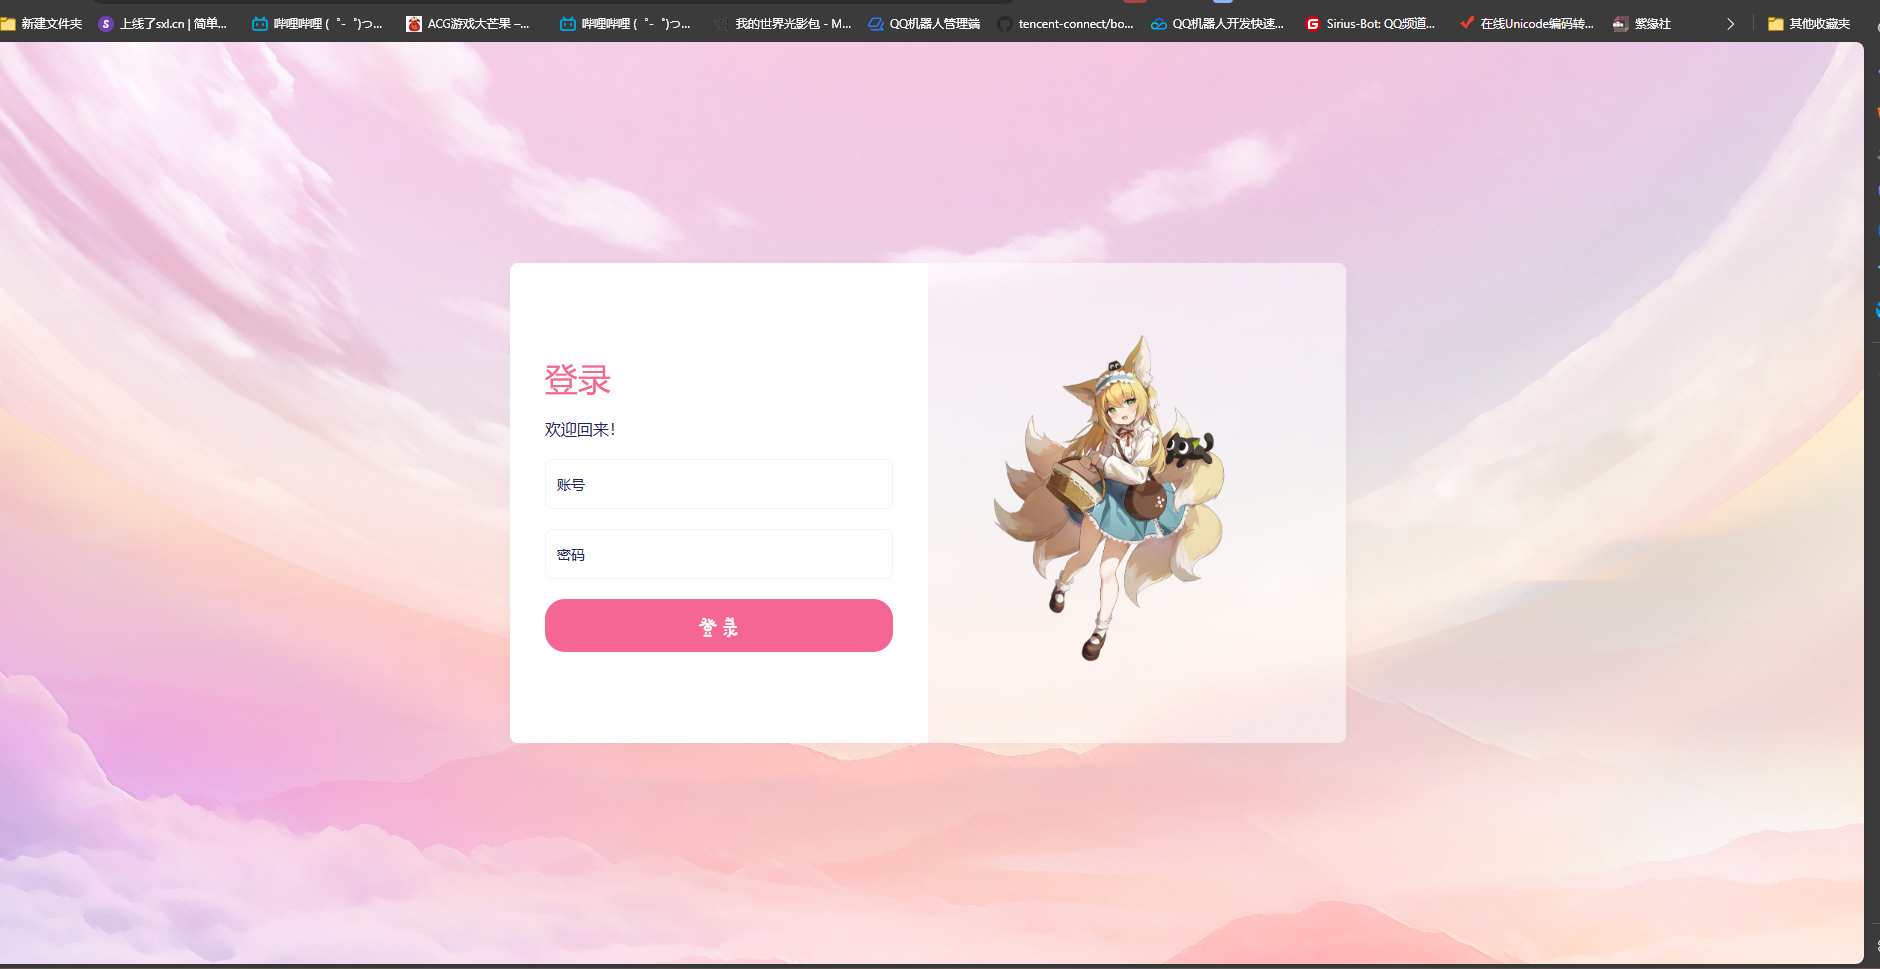 新建文件夹
上线了sxl.cn | 简单...
哔哩哔哩 (゜-゜)つ...
ACG游戏大芒果 –...
哔哩哔哩 (゜-゜)つ...
我的世界光影包 - M...
QQ机器人管理端
tencent-connect/bo...
QQ机器人开发快速...
Sirius-Bot: QQ频道...
在线Unicode编码转...
紫缘社
其他收藏夹
登录
欢迎回来!
账号
密码
登录